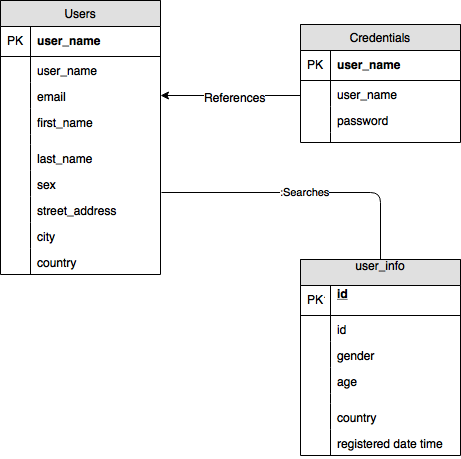 Users
PK user_name
user_name
email
first_name
last_name
sex
street_address
city
country
References
Credentials
PK user_name
user_name
password
:Searches
user_info
PK id
id
gender
age
country
registered date time